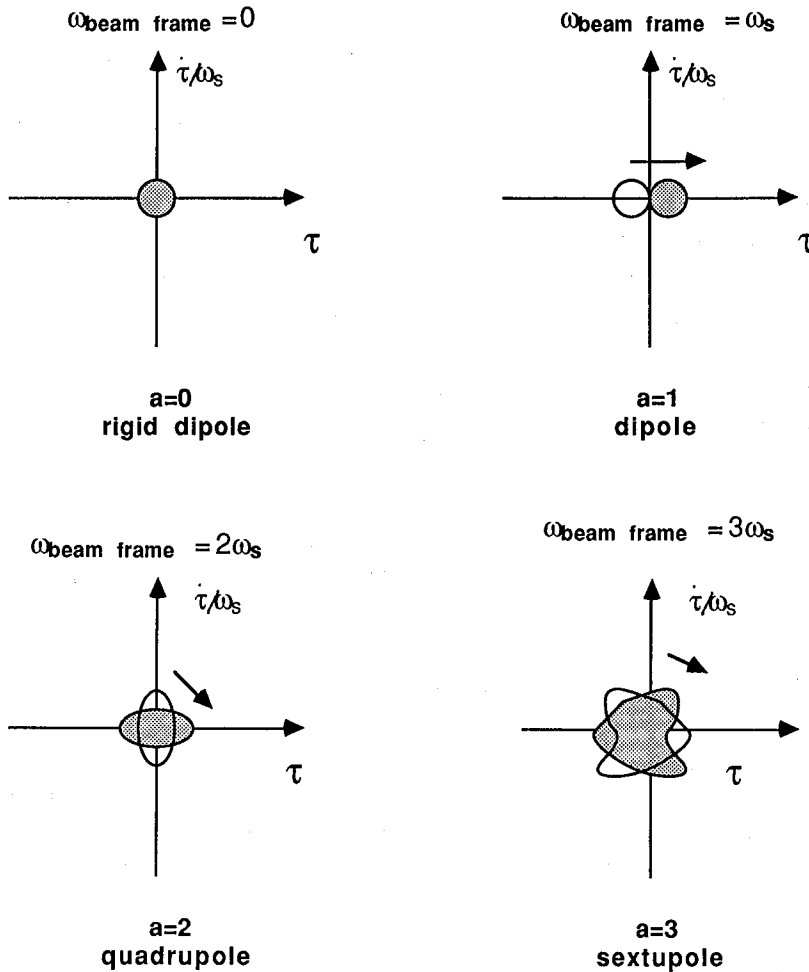 ωbeam frame =0
τ̇/ωs
τ
a=0
rigid dipole
ωbeam frame = ωs
τ̇/ωs
τ
a=1
dipole
ωbeam frame =2ωs
τ̇/ωs
τ
a=2
quadrupole
ωbeam frame =3ωs
τ̇/ωs
τ
a=3
sextupole